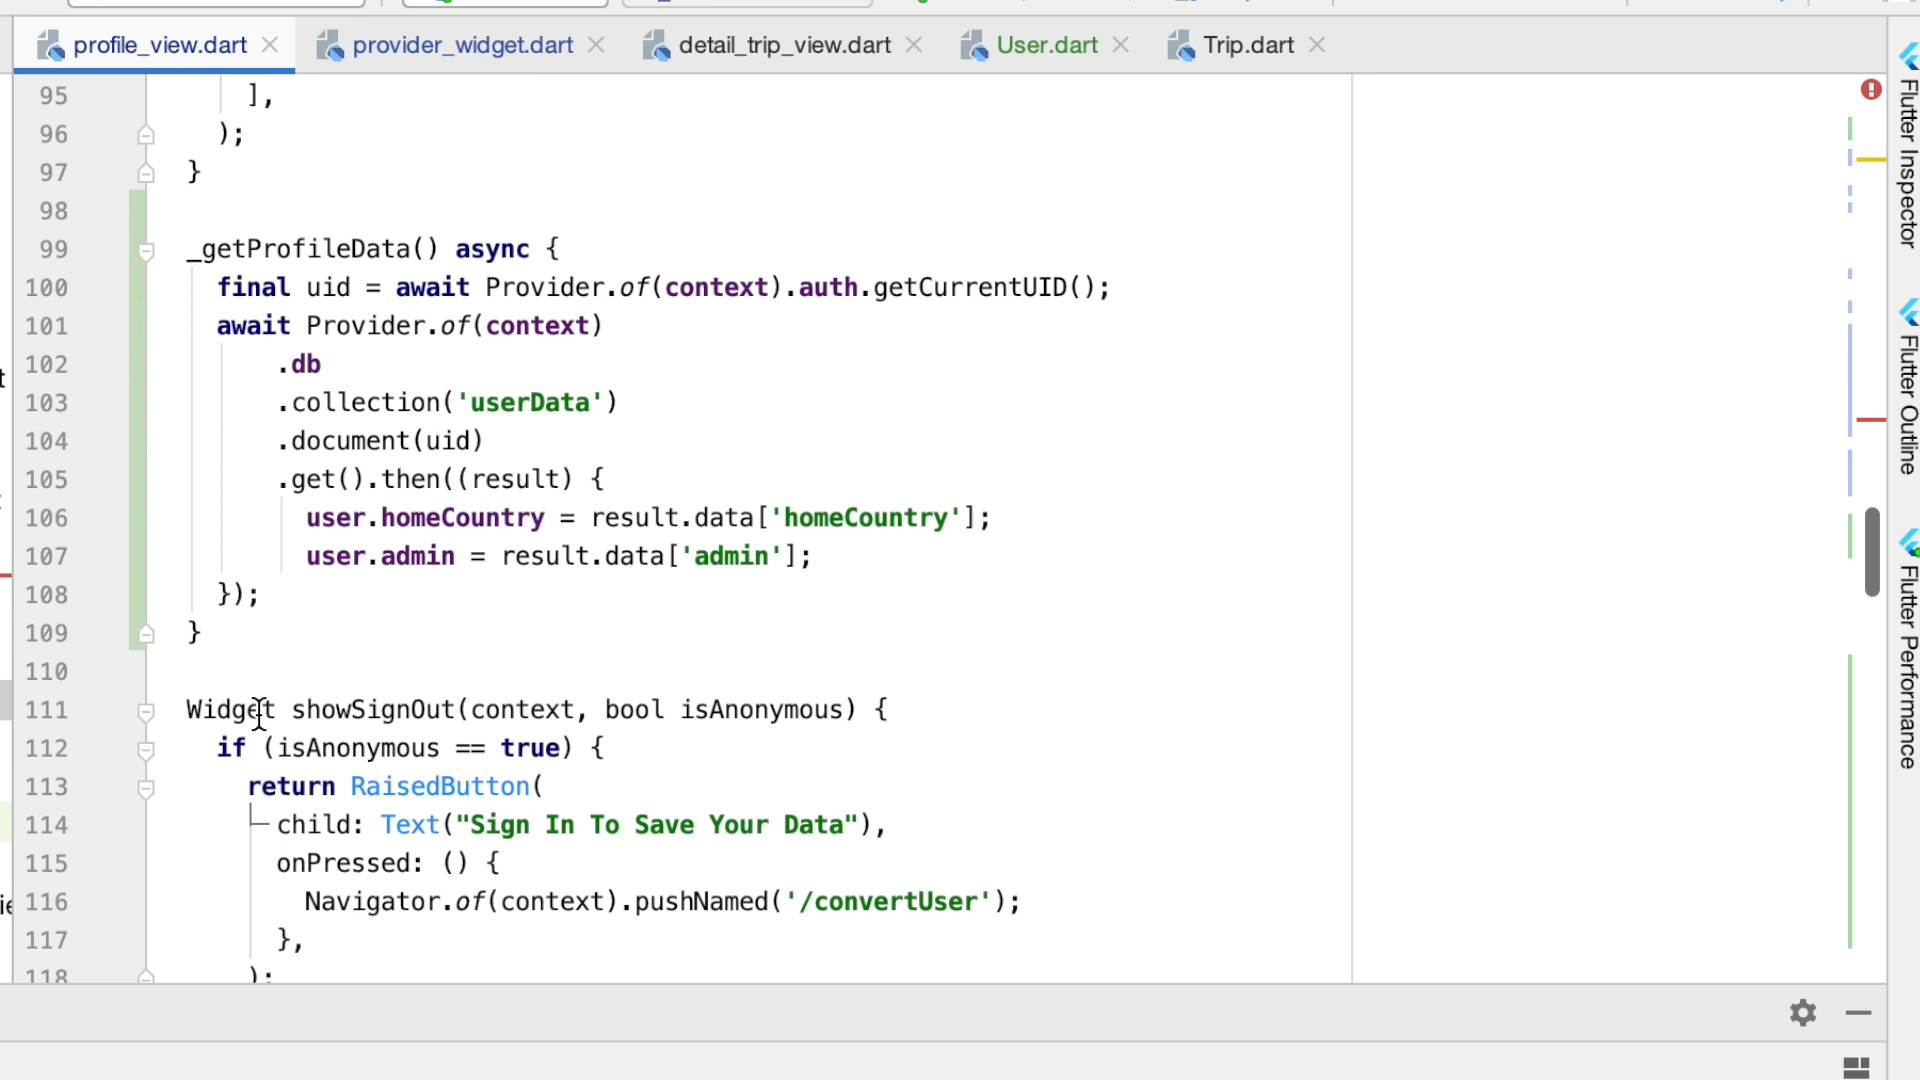 profile_view.dart
provider_widget.dart
detail_trip_view.dart
User.dart
Trip.dart
95 ],
96 );
97 }
98
99 _getProfileData() async {
100 final uid = await Provider.of(context).auth.getCurrentUID();
101 await Provider.of(context)
102 .db
103 .collection('userData')
104 .document(uid)
105 .get().then((result) {
106 user.homeCountry = result.data['homeCountry'];
107 user.admin = result.data['admin'];
108 });
109 }
110
111 Widget showSignOut(context, bool isAnonymous) {
112 if (isAnonymous == true) {
113 return RaisedButton(
114 child: Text("Sign In To Save Your Data"),
115 onPressed: () {
116 Navigator.of(context).pushNamed('/convertUser');
117 },
118 );
Flutter Inspector
Flutter Outline
Flutter Performance